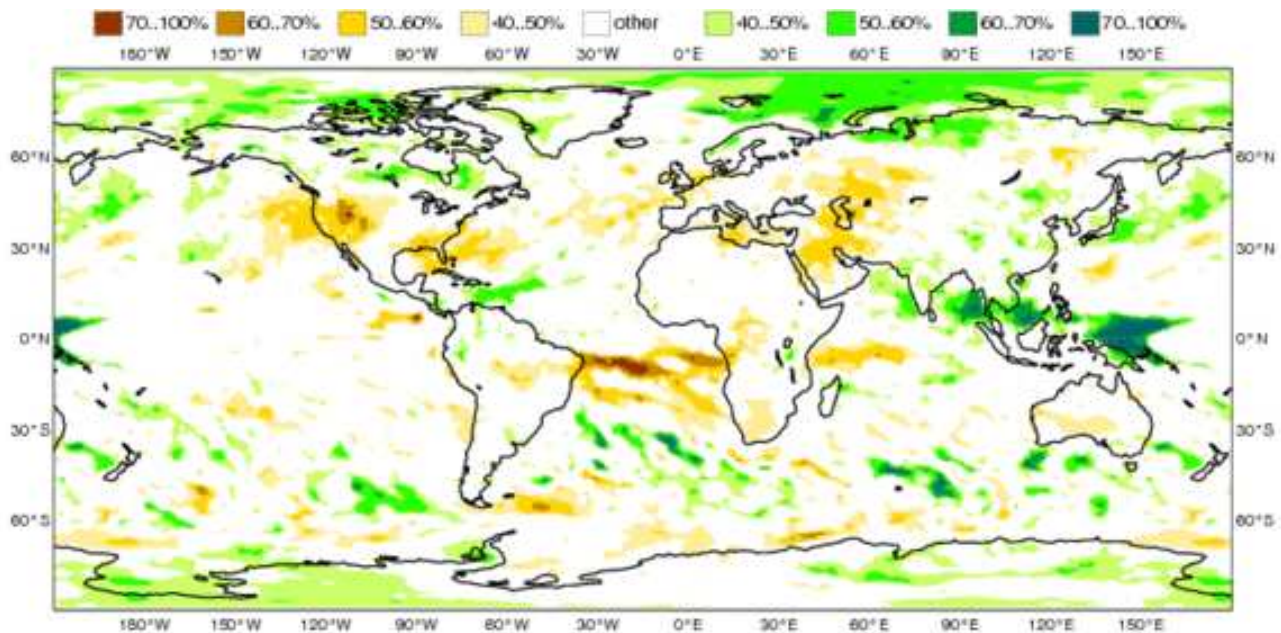 70..100% 60..70% 50..60% 40..50% other 40..50% 50..60% 60..70% 70..100%
180°W 150°W 120°W 90°W 60°W 30°W 0°E 30°E 60°E 90°E 120°E 150°E
60°N 60°N
30°N 30°N
0°N 0°N
30°S 30°S
60°S 60°S
180°W 150°W 120°W 90°W 60°W 30°W 0°E 30°E 60°E 90°E 120°E 150°E